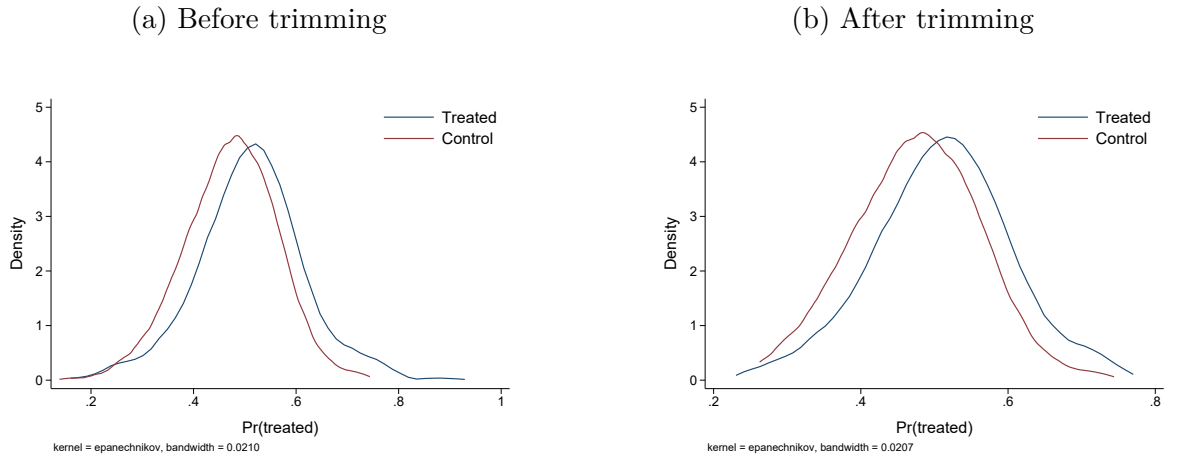 (a) Before trimming
5
4
3
2
1
0
Density
Treated
Control
.2 .4 .6 .8 1
Pr(treated)
kernel = epanechnikov, bandwidth = 0.0210
(b) After trimming
5
4
3
2
1
0
Density
Treated
Control
.2 .4 .6 .8
Pr(treated)
kernel = epanechnikov, bandwidth = 0.0207